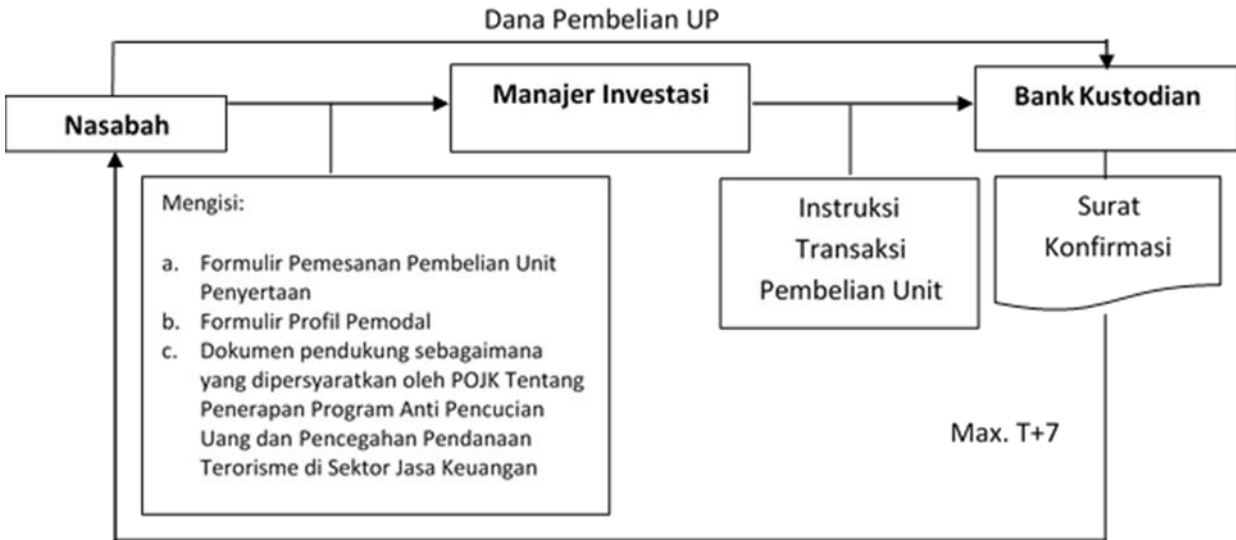 Dana Pembelian UP
Nasabah
Manajer Investasi
Bank Kustodian
Mengisi:
a. Formulir Pemesanan Pembelian Unit
Penyertaan
b. Formulir Profil Pemodal
c. Dokumen pendukung sebagaimana
yang dipersyaratkan oleh POJK Tentang
Penerapan Program Anti Pencucian
Uang dan Pencegahan Pendanaan
Terorisme di Sektor Jasa Keuangan
Instruksi
Transaksi
Pembelian Unit
Surat
Konfirmasi
Max. T+7